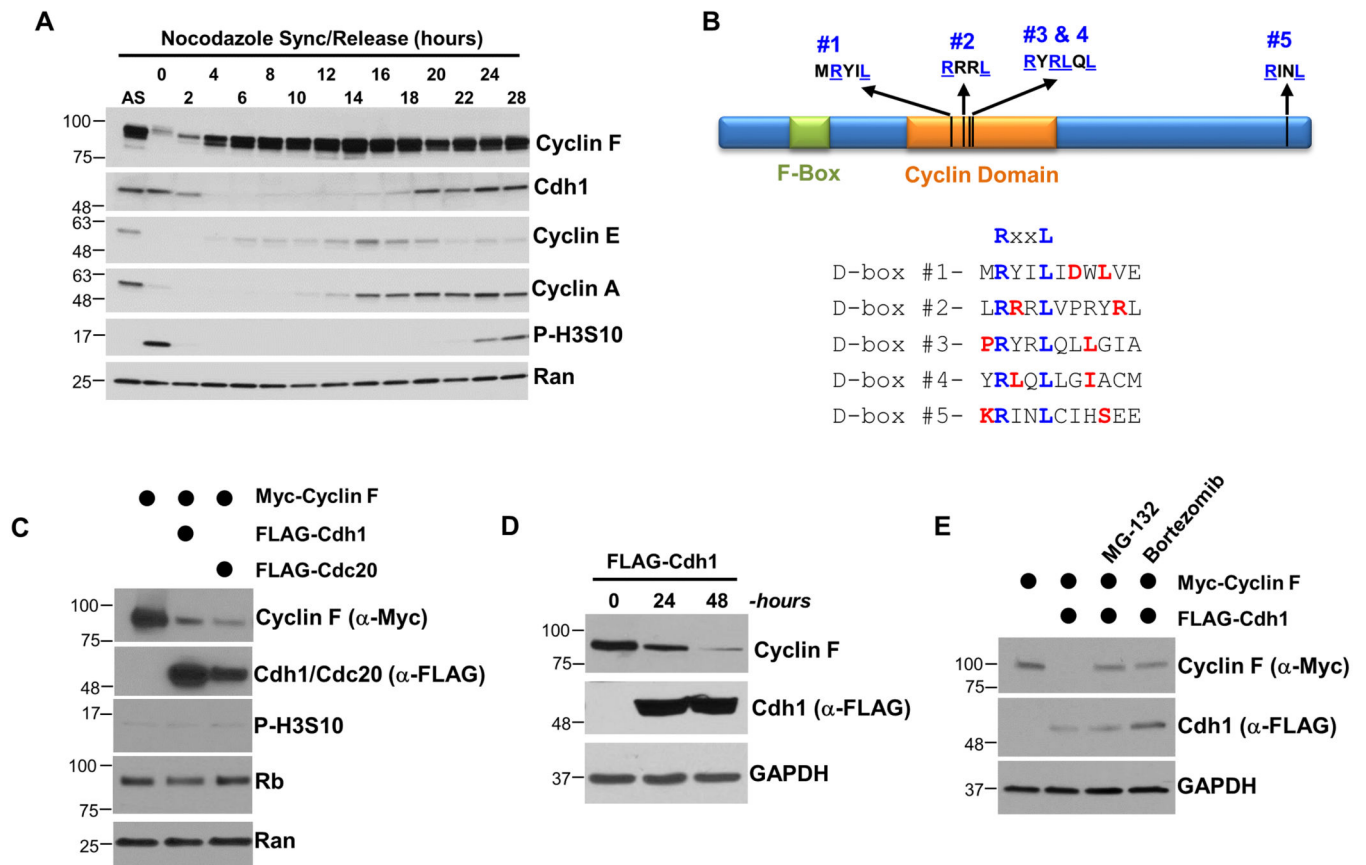 A
Nocodazole Sync/Release (hours)
0 4 8 12 16 20 24
AS 2 6 10 14 18 22 28
100
75
Cyclin F
48
Cdh1
63
48
Cyclin E
63
48
Cyclin A
17
P-H3S10
25
Ran
B
#1 #2 #3 & 4 #5
MRYIL RRRL RYRLQL RINL
F-Box Cyclin Domain
RxxL
D-box #1- MRYILIDWLVE
D-box #2- LRRRLVPRYRL
D-box #3- PRYRLQLLGIA
D-box #4- YRLQLLGIACM
D-box #5- KRINLCIHSEE
C
Myc-Cyclin F
FLAG-Cdh1
FLAG-Cdc20
100
75
Cyclin F (α-Myc)
48
Cdh1/Cdc20 (α-FLAG)
17
P-H3S10
100
75
Rb
25
Ran
D
FLAG-Cdh1
0 24 48 -hours
100
75
Cyclin F
48
Cdh1 (α-FLAG)
37
GAPDH
E
MG-132
Bortezomib
Myc-Cyclin F
FLAG-Cdh1
100
75
Cyclin F (α-Myc)
48
Cdh1 (α-FLAG)
37
GAPDH